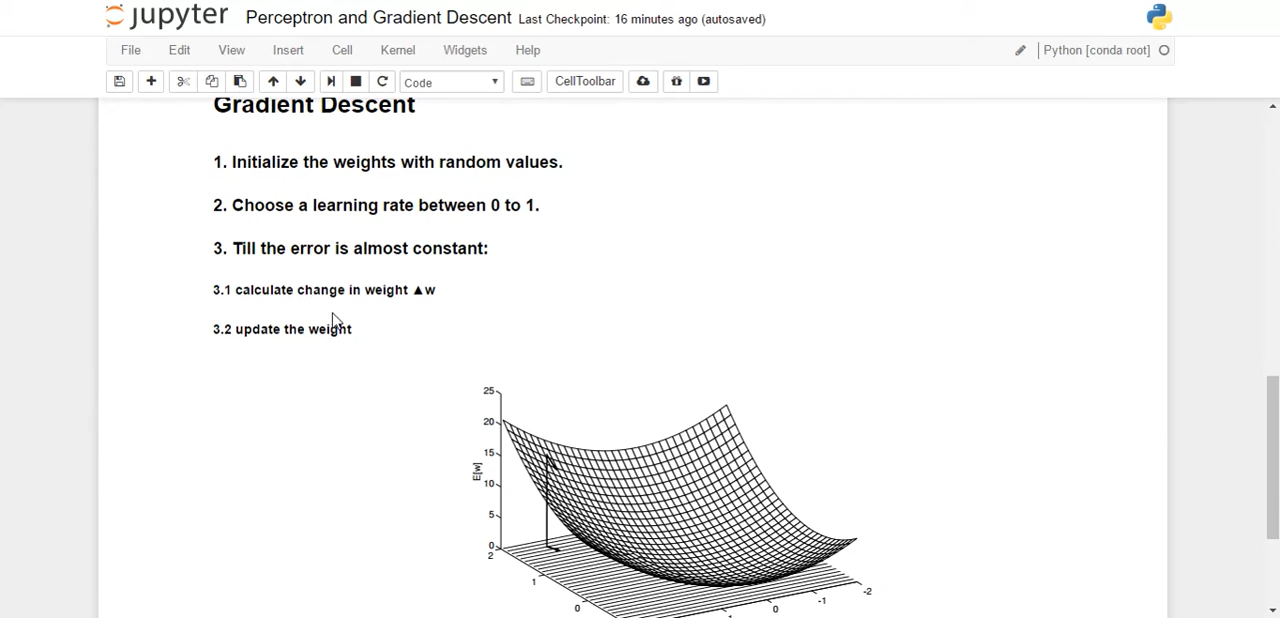 jupyter Perceptron and Gradient Descent Last Checkpoint: 16 minutes ago (autosaved)
File Edit View Insert Cell Kernel Widgets Help Python [conda root]
Code CellToolbar
Gradient Descent
1. Initialize the weights with random values.
2. Choose a learning rate between 0 to 1.
3. Till the error is almost constant:
3.1 calculate change in weight ▲w
3.2 update the weight
25
20
15
E[w]
10
5
0
2
1
0
-2
-1
0
1